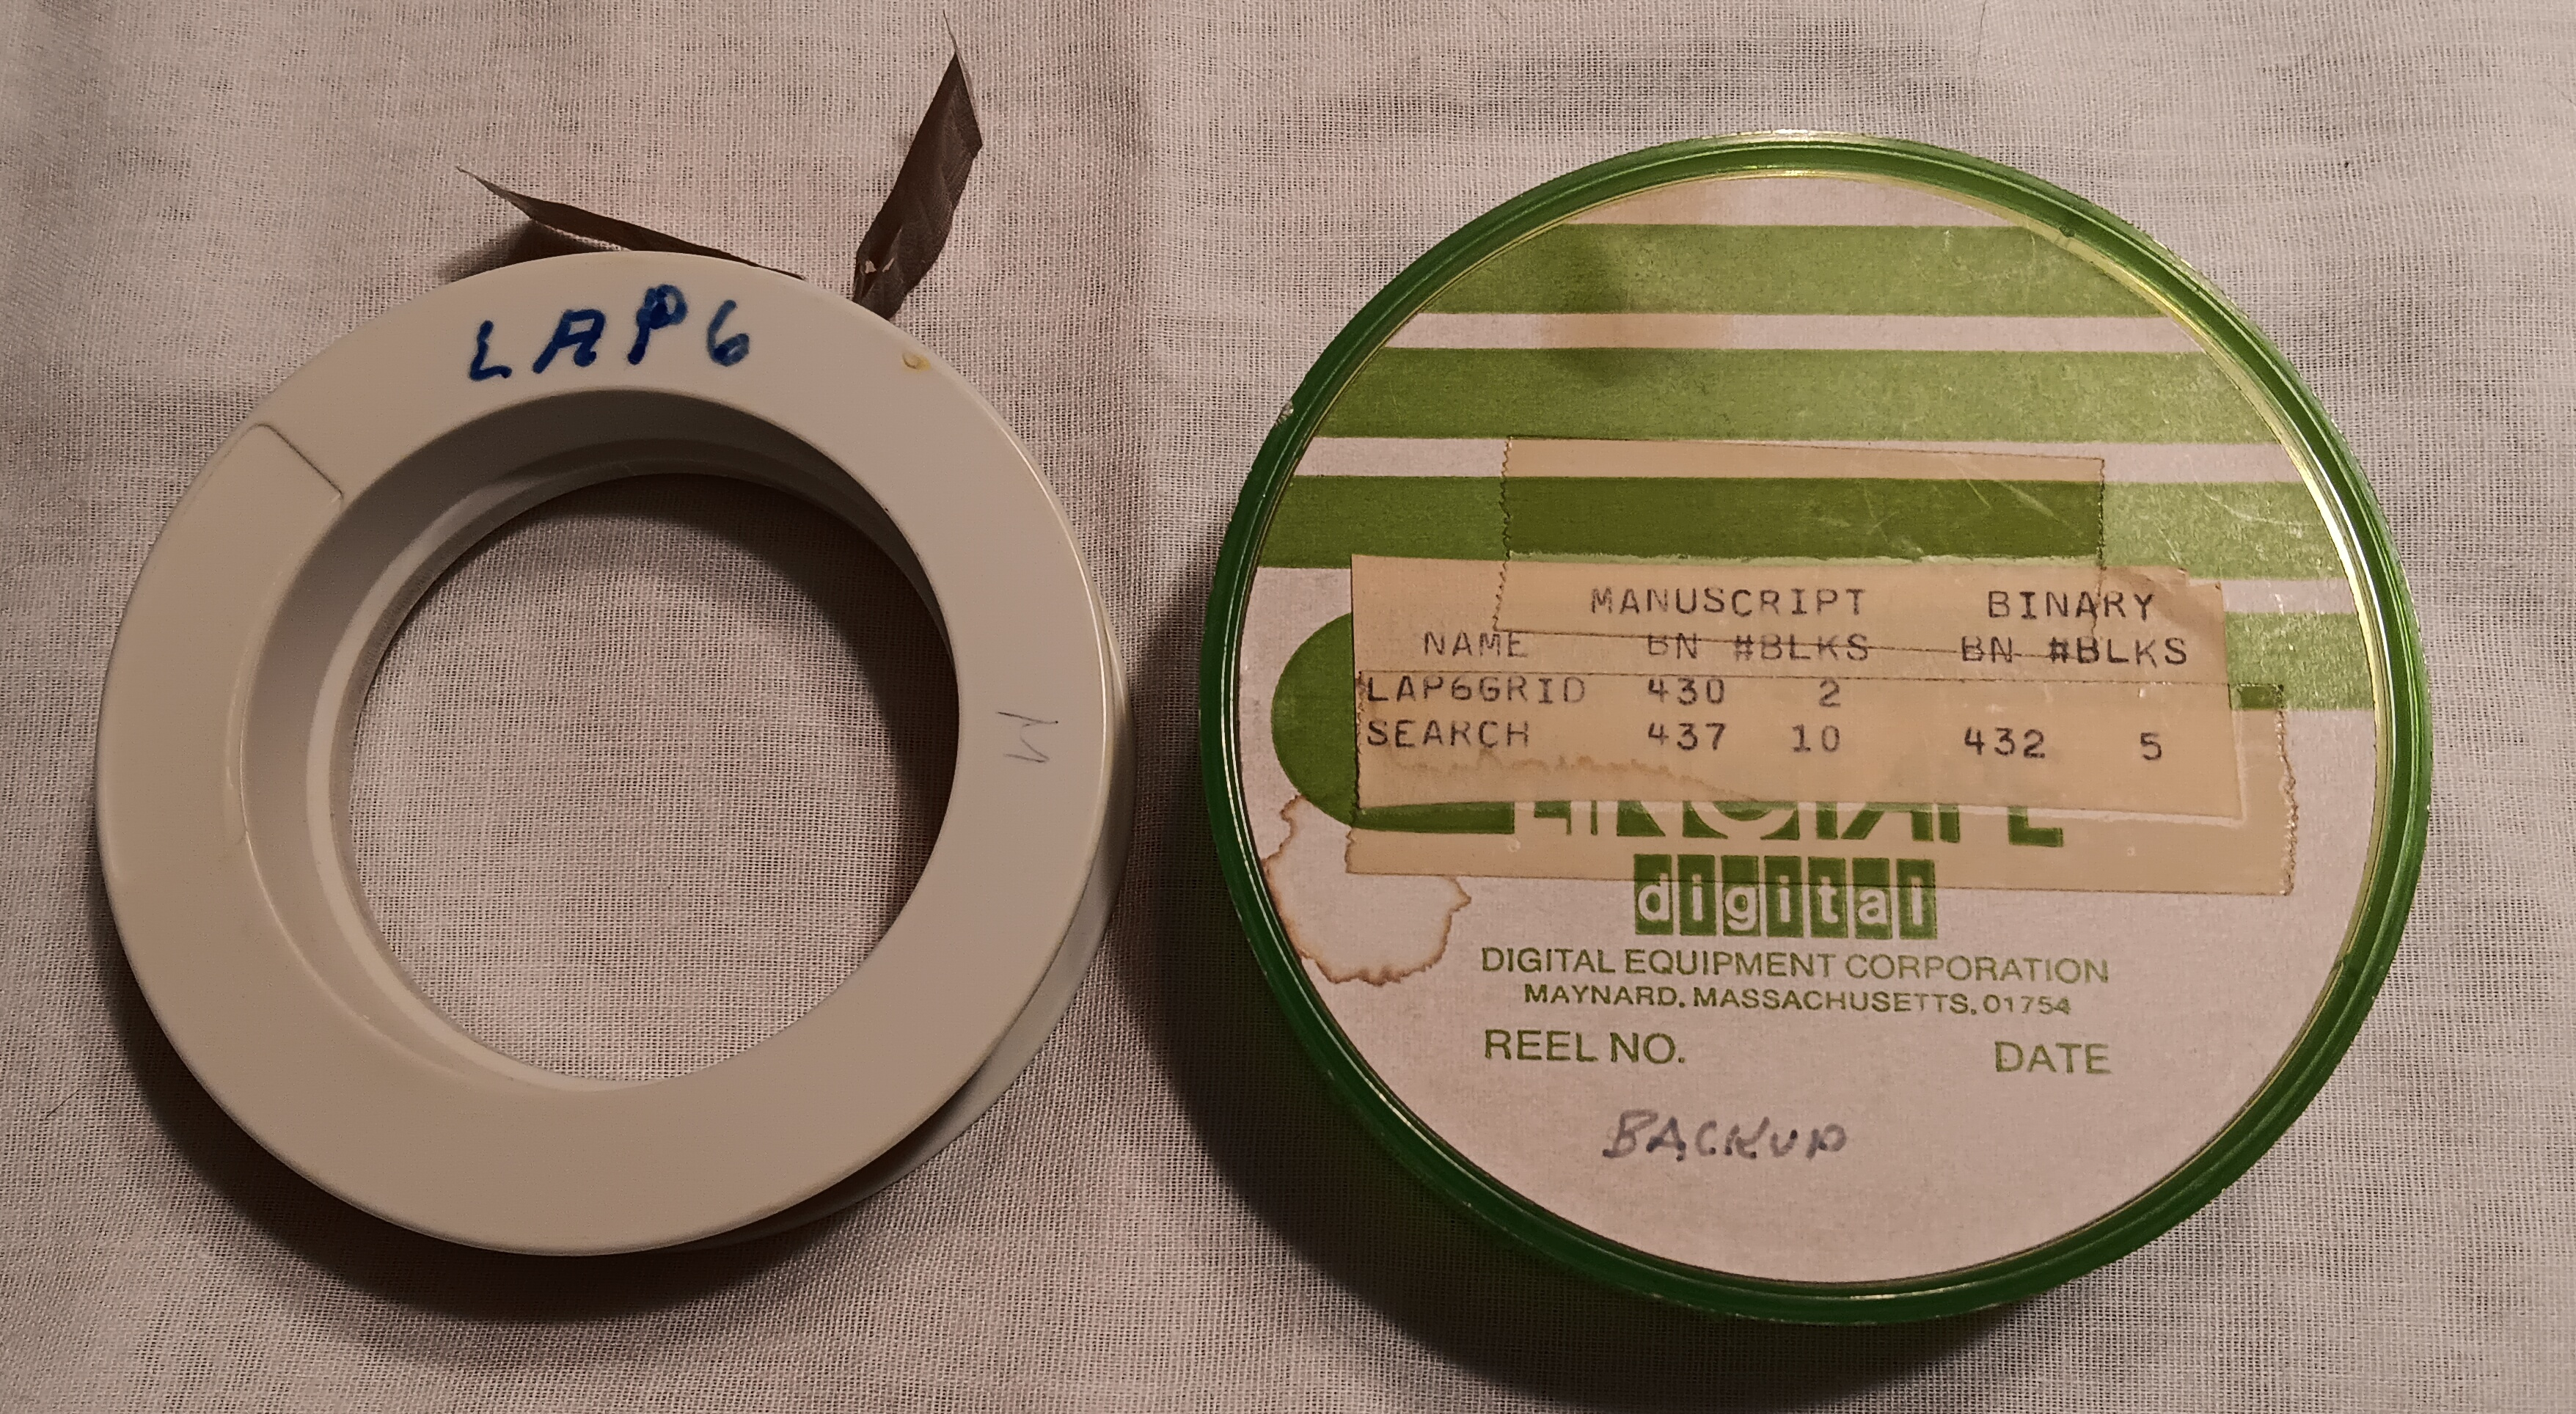 LAP6
M
MANUSCRIPT BINARY
NAME BN #BLKS BN #BLKS
LAP6GRID 430 2
SEARCH 437 10 432 5
digital
DIGITAL EQUIPMENT CORPORATION
MAYNARD, MASSACHUSETTS, 01754
REEL NO. DATE
BACKUP